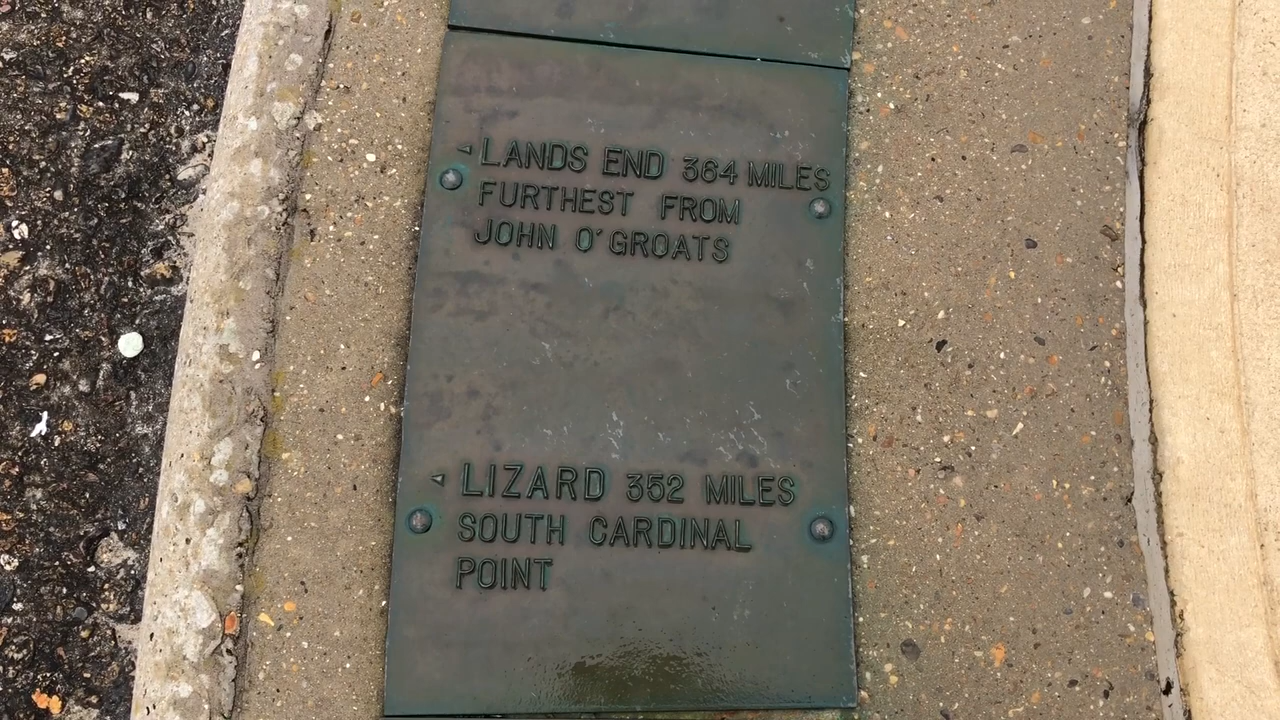 LANDS END 364 MILES
FURTHEST FROM
JOHN O'GROATS
LIZARD 352 MILES
SOUTH CARDINAL
POINT